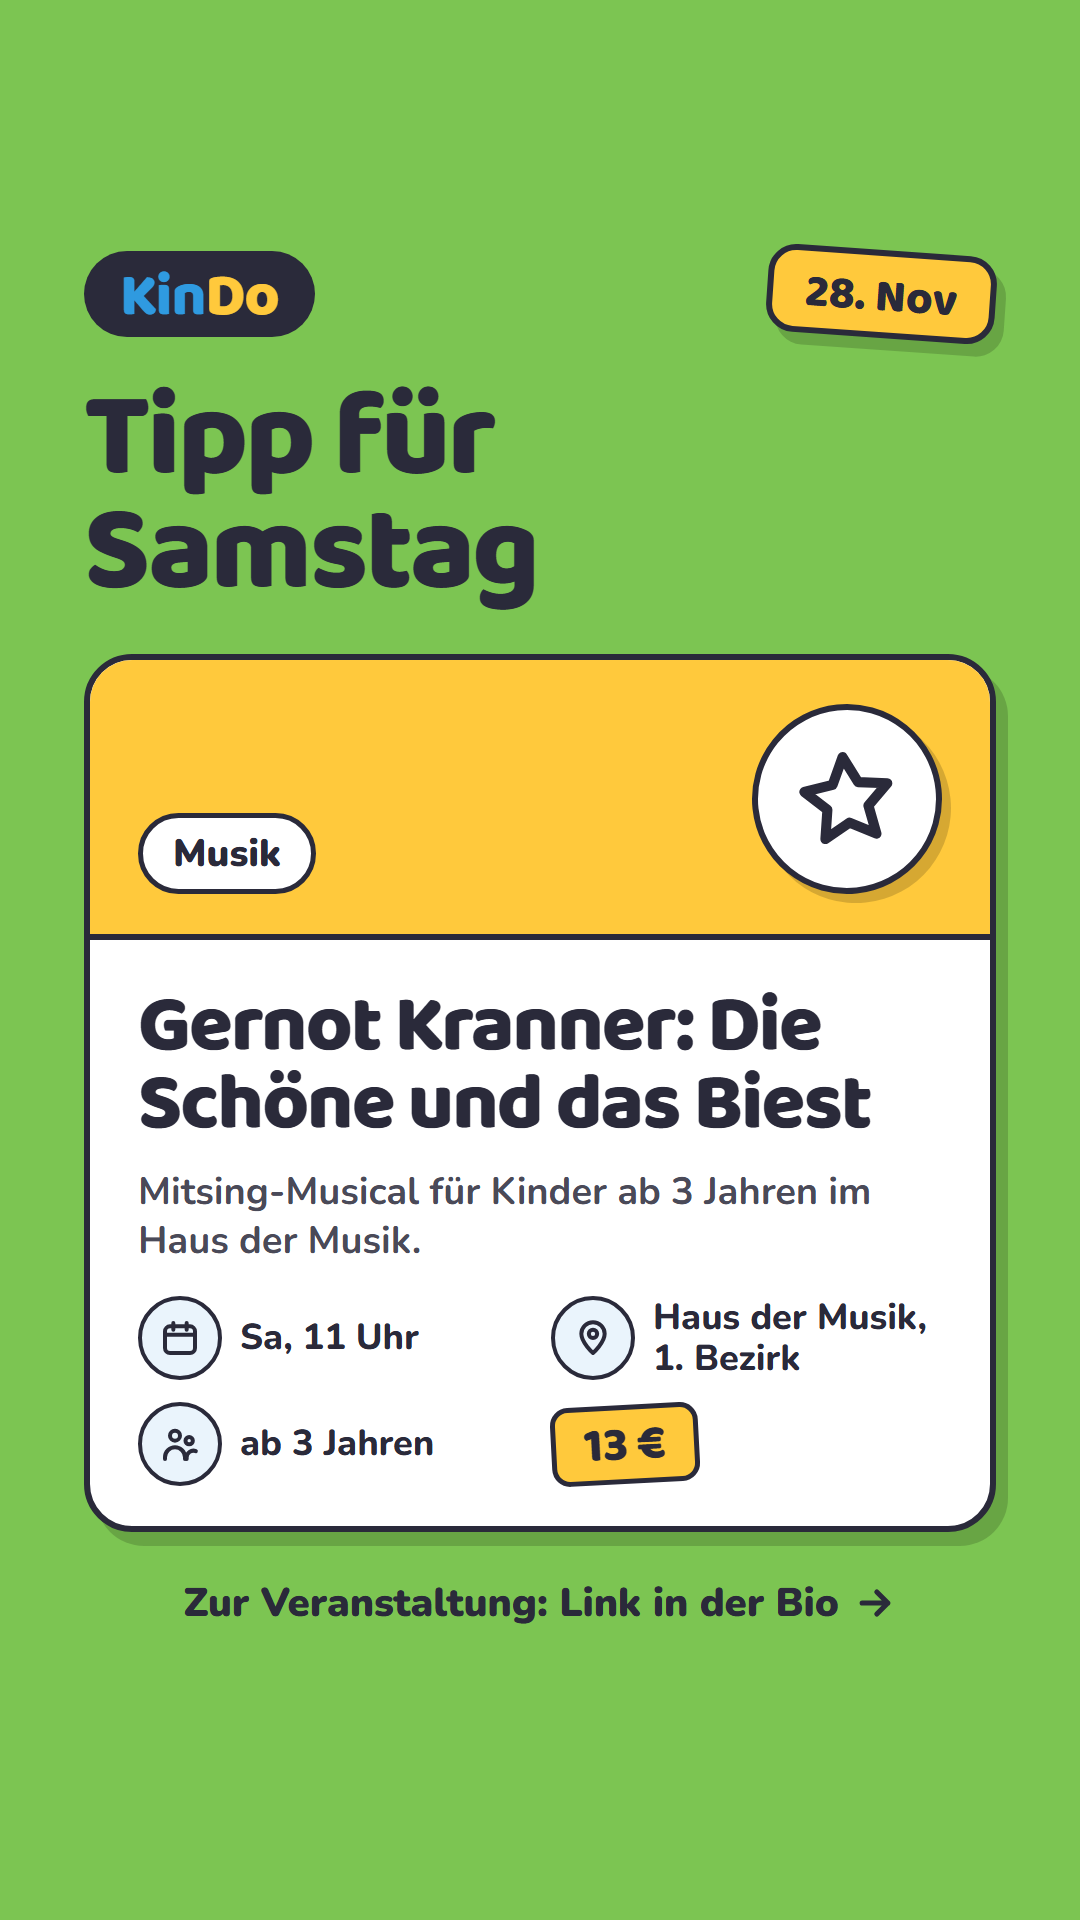 KinDo
28. Nov
Tipp für
Samstag
Musik
Gernot Kranner: Die
Schöne und das Biest
Mitsing-Musical für Kinder ab 3 Jahren im
Haus der Musik.
Sa, 11 Uhr
Haus der Musik,
1. Bezirk
ab 3 Jahren
13 €
Zur Veranstaltung: Link in der Bio →